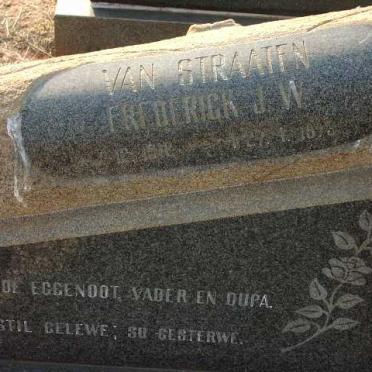 VAN STRAATEN
FREDERICK J. W.
DE EGGENOOT, VADER EN OUPA.
STIL GELEWE; SO GESTERWE.